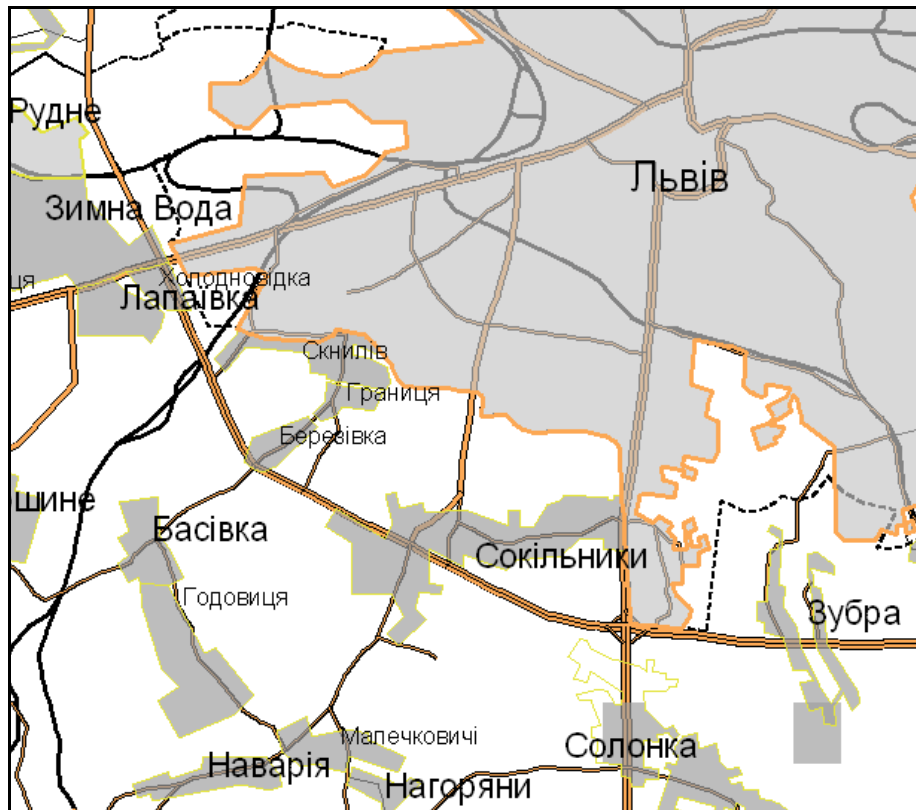 Рудне
Львів
Зимна Вода
Холодновідка
Лапаївка
Скнилів
Границя
Березівка
Басівка
Сокільники
Годовиця
Зубра
Малечковичі
Солонка
Наварія
Нагоряни